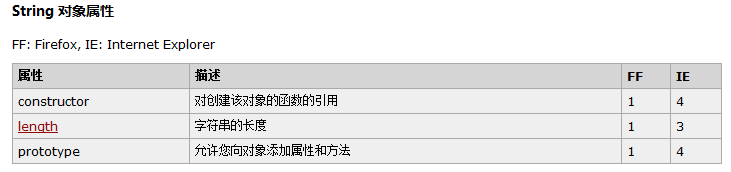 String 对象属性
FF: Firefox, IE: Internet Explorer
属性 描述 FF IE
constructor 对创建该对象的函数的引用 1 4
length 字符串的长度 1 3
prototype 允许您向对象添加属性和方法 1 4